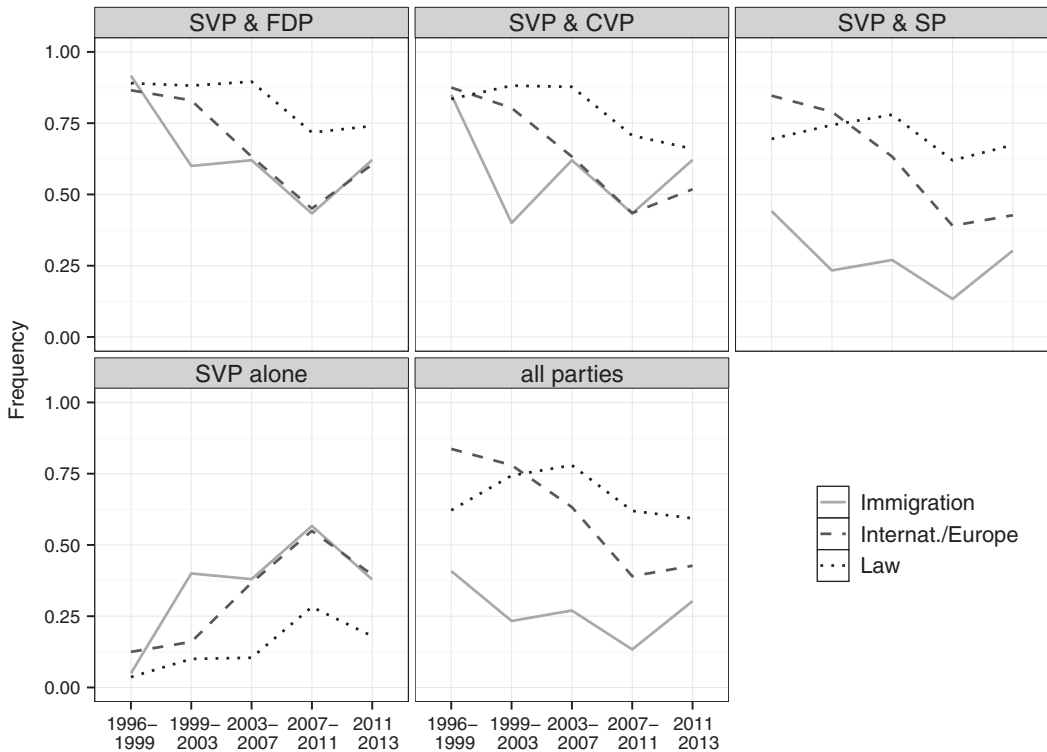 SVP & FDP
SVP & CVP
SVP & SP
1.00
0.75
0.50
0.25
0.00
Frequency
SVP alone
all parties
1.00
0.75
0.50
0.25
0.00
Immigration
Internat./Europe
Law
1996– 1999– 2003– 2007– 2011 1996– 1999– 2003– 2007– 2011
1999 2003 2007 2011 2013 1999 2003 2007 2011 2013